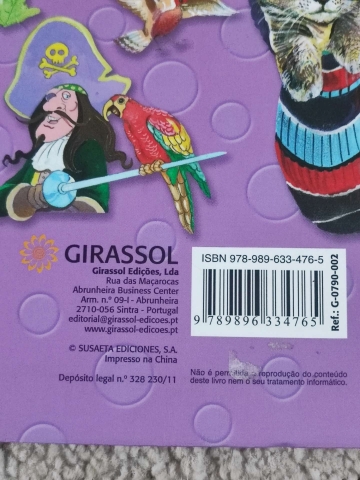 GIRASSOL
Girassol Edições, Lda
Rua das Maçarocas
Abrunheira Business Center
Arm. n.º 09-I - Abrunheira
2710-056 Sintra - Portugal
editorial@girassol-edicoes.pt
www.girassol-edicoes.pt
© SUSAETA EDICIONES, S.A.
Impresso na China
Depósito legal n.º 328 230/11
ISBN 978-989-633-476-5
9 789896 334765
Ref.: G-0790-002
Não é permitida a reprodução do conteúdo
deste livro nem o seu tratamento informático.